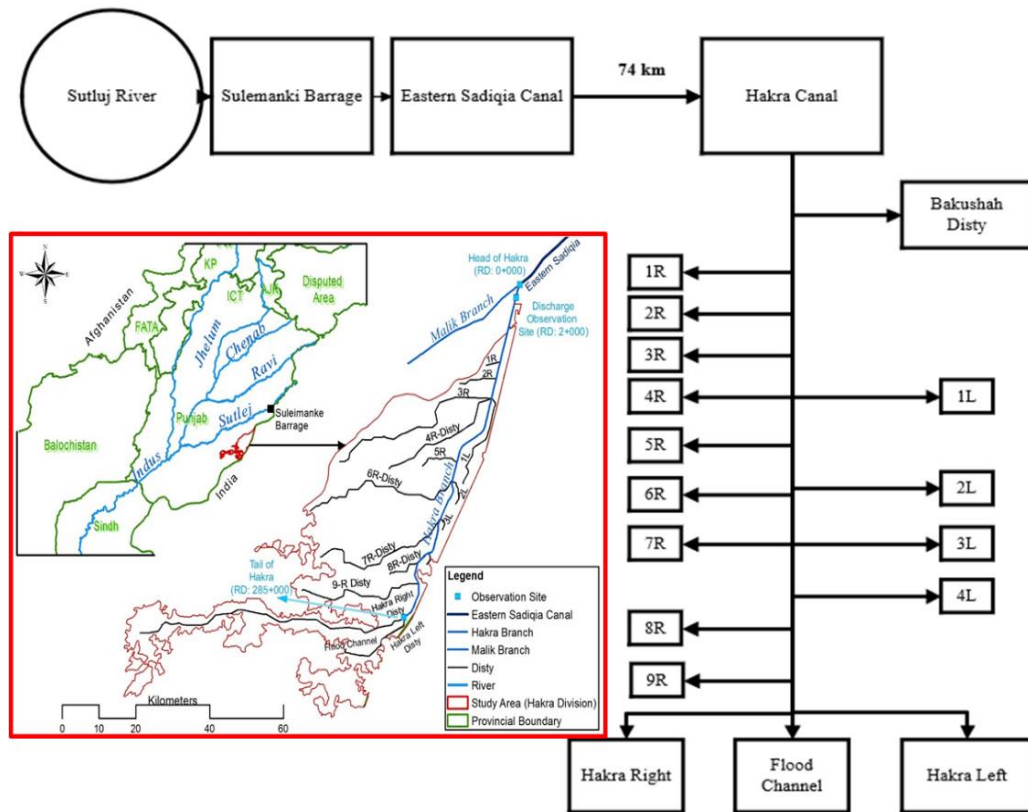 Sutluj River
Sulemanki Barrage
Eastern Sadiqia Canal
74 km
Hakra Canal
Bakushah
Disty
1R
2R
3R
4R
1L
5R
6R
2L
7R
3L
4L
8R
9R
Hakra Right
Flood
Channel
Hakra Left
N
W
E
S
KP
AJK
ICT
Disputed
Area
Afghanistan
FATA
Jhelum
Chenab
Ravi
Punjab
Sutlej
Suleimanke
Barrage
Balochistan
Indus
India
Sindh
Head of Hakra
(RD: 0+000)
Eastern Sadiqia
Malik Branch
Discharge
Observation
Site (RD: 2+000)
1R
2R
3R
4R-Disty
5R
1L
6R-Disty
2L
Hakra Branch
3L
7R-Disty
8R-Disty
Tail of
Hakra
(RD: 285+000)
9-R Disty
Hakra Right
Disty
Flood Channel
Hakra Left
Disty
Legend
Observation Site
Eastern Sadiqia Canal
Hakra Branch
Malik Branch
Disty
River
Study Area (Hakra Division)
Provincial Boundary
Kilometers
0 10 20 40 60